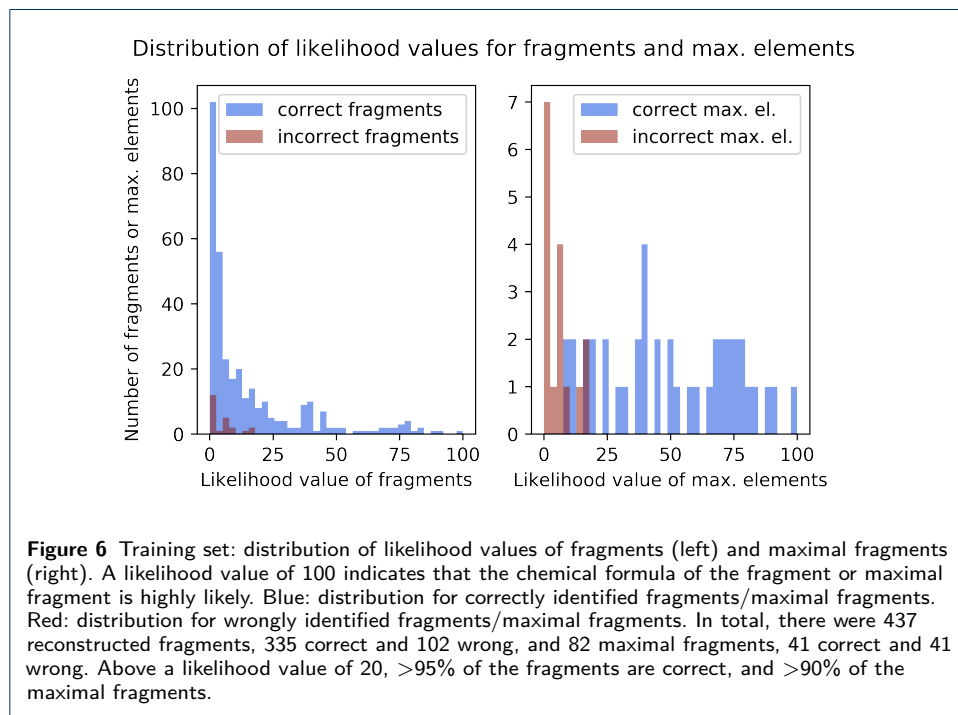 Distribution of likelihood values for fragments and max. elements
Number of fragments or max. elements
100
80
60
40
20
0
correct fragments
incorrect fragments
0 25 50 75 100
Likelihood value of fragments
7
6
5
4
3
2
1
0
correct max. el.
incorrect max. el.
0 25 50 75 100
Likelihood value of max. elements
Figure 6 Training set: distribution of likelihood values of fragments (left) and maximal fragments
(right). A likelihood value of 100 indicates that the chemical formula of the fragment or maximal
fragment is highly likely. Blue: distribution for correctly identified fragments/maximal fragments.
Red: distribution for wrongly identified fragments/maximal fragments. In total, there were 437
reconstructed fragments, 335 correct and 102 wrong, and 82 maximal fragments, 41 correct and 41
wrong. Above a likelihood value of 20, >95% of the fragments are correct, and >90% of the
maximal fragments.